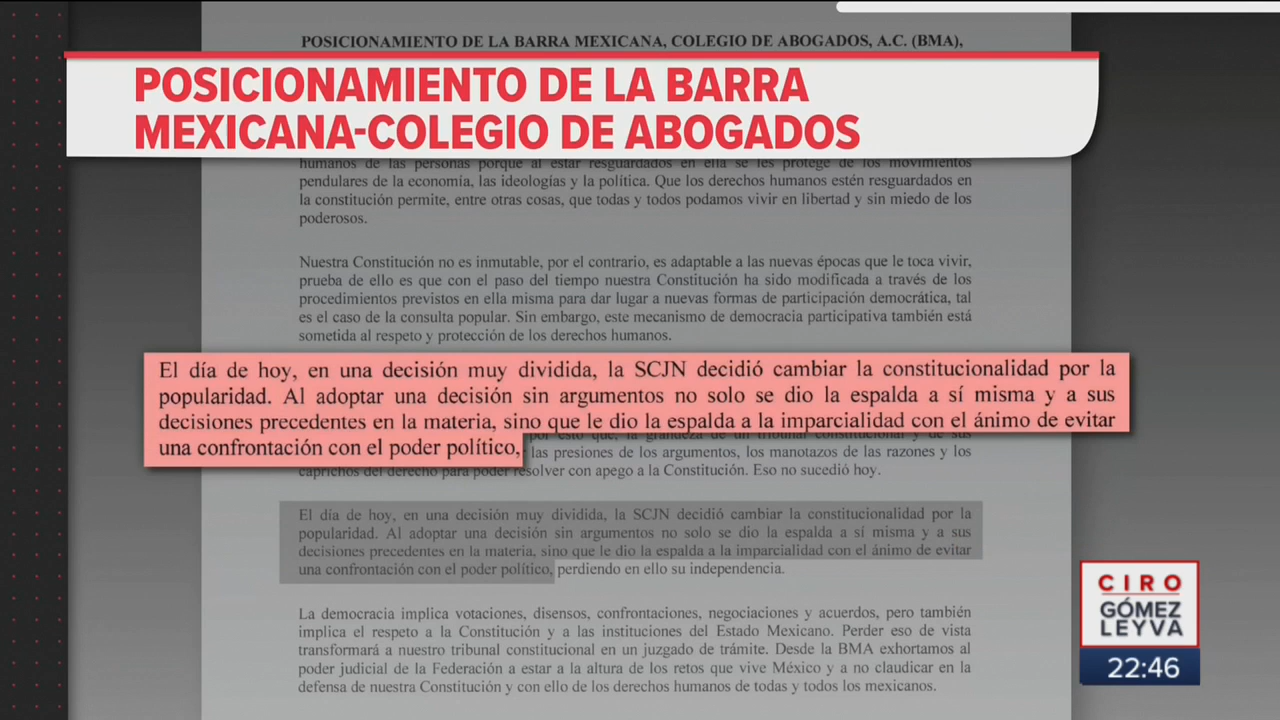 POSICIONAMIENTO DE LA BARRA MEXICANA, COLEGIO DE ABOGADOS, A.C. (BMA),
POSICIONAMIENTO DE LA BARRA
MEXICANA-COLEGIO DE ABOGADOS
humanos de las personas porque al estar resguardados en ella se les protege de los movimientos
pendulares de la economía, las ideologías y la política. Que los derechos humanos estén resguardados en
la constitución permite, entre otras cosas, que todas y todos podamos vivir en libertad y sin miedo de los
poderosos.
Nuestra Constitución no es inmutable, por el contrario, es adaptable a las nuevas épocas que le toca vivir,
prueba de ello es que con el paso del tiempo nuestra Constitución ha sido modificada a través de los
procedimientos previstos en ella misma para dar lugar a nuevas formas de participación democrática, tal
es el caso de la consulta popular. Sin embargo, este mecanismo de democracia participativa también está
sometida al respeto y protección de los derechos humanos.
El día de hoy, en una decisión muy dividida, la SCJN decidió cambiar la constitucionalidad por la
popularidad. Al adoptar una decisión sin argumentos no solo se dio la espalda a sí misma y a sus
decisiones precedentes en la materia, sino que le dio la espalda a la imparcialidad con el ánimo de evitar
una confrontación con el poder político,
por esto que, la grandeza de un tribunal constitucional y de sus
las presiones de los argumentos, los manotazos de las razones y los
caprichos del derecho para poder resolver con apego a la Constitución. Eso no sucedió hoy.
El día de hoy, en una decisión muy dividida, la SCJN decidió cambiar la constitucionalidad por la
popularidad. Al adoptar una decisión sin argumentos no solo se dio la espalda a sí misma y a sus
decisiones precedentes en la materia, sino que le dio la espalda a la imparcialidad con el ánimo de evitar
una confrontación con el poder político, perdiendo en ello su independencia.
La democracia implica votaciones, disensos, confrontaciones, negociaciones y acuerdos, pero también
implica el respeto a la Constitución y a las instituciones del Estado Mexicano. Perder eso de vista
transformará a nuestro tribunal constitucional en un juzgado de trámite. Desde la BMA exhortamos al
poder judicial de la Federación a estar a la altura de los retos que vive México y a no claudicar en la
defensa de nuestra Constitución y con ello de los derechos humanos de todas y todos los mexicanos.
CIRO
GÓMEZ
LEYVA
22:46